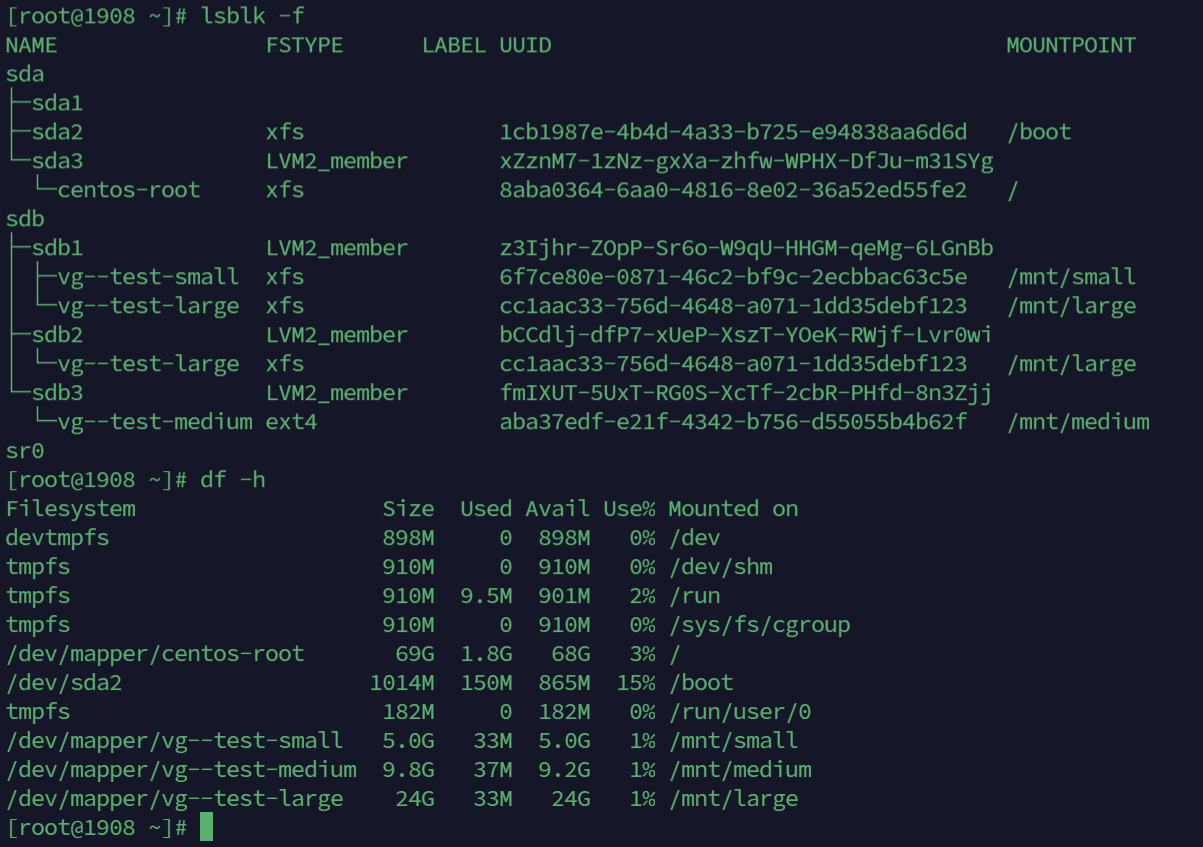 [root@1908 ~]# lsblk -f
NAME                FSTYPE      LABEL UUID                                   MOUNTPOINT
sda
├─sda1
├─sda2              xfs               1cb1987e-4b4d-4a33-b725-e94838aa6d6d   /boot
└─sda3              LVM2_member       xZznM7-1zNz-gxXa-zhfw-WPHX-DfJu-m31SYg
  └─centos-root     xfs               8aba0364-6aa0-4816-8e02-36a52ed55fe2   /
sdb
├─sdb1              LVM2_member       z3Ijhr-ZOpP-Sr6o-W9qU-HHGM-qeMg-6LGnBb
│ ├─vg--test-small  xfs               6f7ce80e-0871-46c2-bf9c-2ecbbac63c5e   /mnt/small
│ └─vg--test-large  xfs               cc1aac33-756d-4648-a071-1dd35debf123   /mnt/large
├─sdb2              LVM2_member       bCCdlj-dfP7-xUeP-XszT-YOeK-RWjf-Lvr0wi
│ └─vg--test-large  xfs               cc1aac33-756d-4648-a071-1dd35debf123   /mnt/large
└─sdb3              LVM2_member       fmIXUT-5UxT-RG0S-XcTf-2cbR-PHfd-8n3Zjj
  └─vg--test-medium ext4              aba37edf-e21f-4342-b756-d55055b4b62f   /mnt/medium
sr0
[root@1908 ~]# df -h
Filesystem                   Size  Used Avail Use% Mounted on
devtmpfs                     898M     0  898M   0% /dev
tmpfs                        910M     0  910M   0% /dev/shm
tmpfs                        910M  9.5M  901M   2% /run
tmpfs                        910M     0  910M   0% /sys/fs/cgroup
/dev/mapper/centos-root       69G  1.8G   68G   3% /
/dev/sda2                   1014M  150M  865M  15% /boot
tmpfs                        182M     0  182M   0% /run/user/0
/dev/mapper/vg--test-small   5.0G   33M  5.0G   1% /mnt/small
/dev/mapper/vg--test-medium  9.8G   37M  9.2G   1% /mnt/medium
/dev/mapper/vg--test-large    24G   33M   24G   1% /mnt/large
[root@1908 ~]#